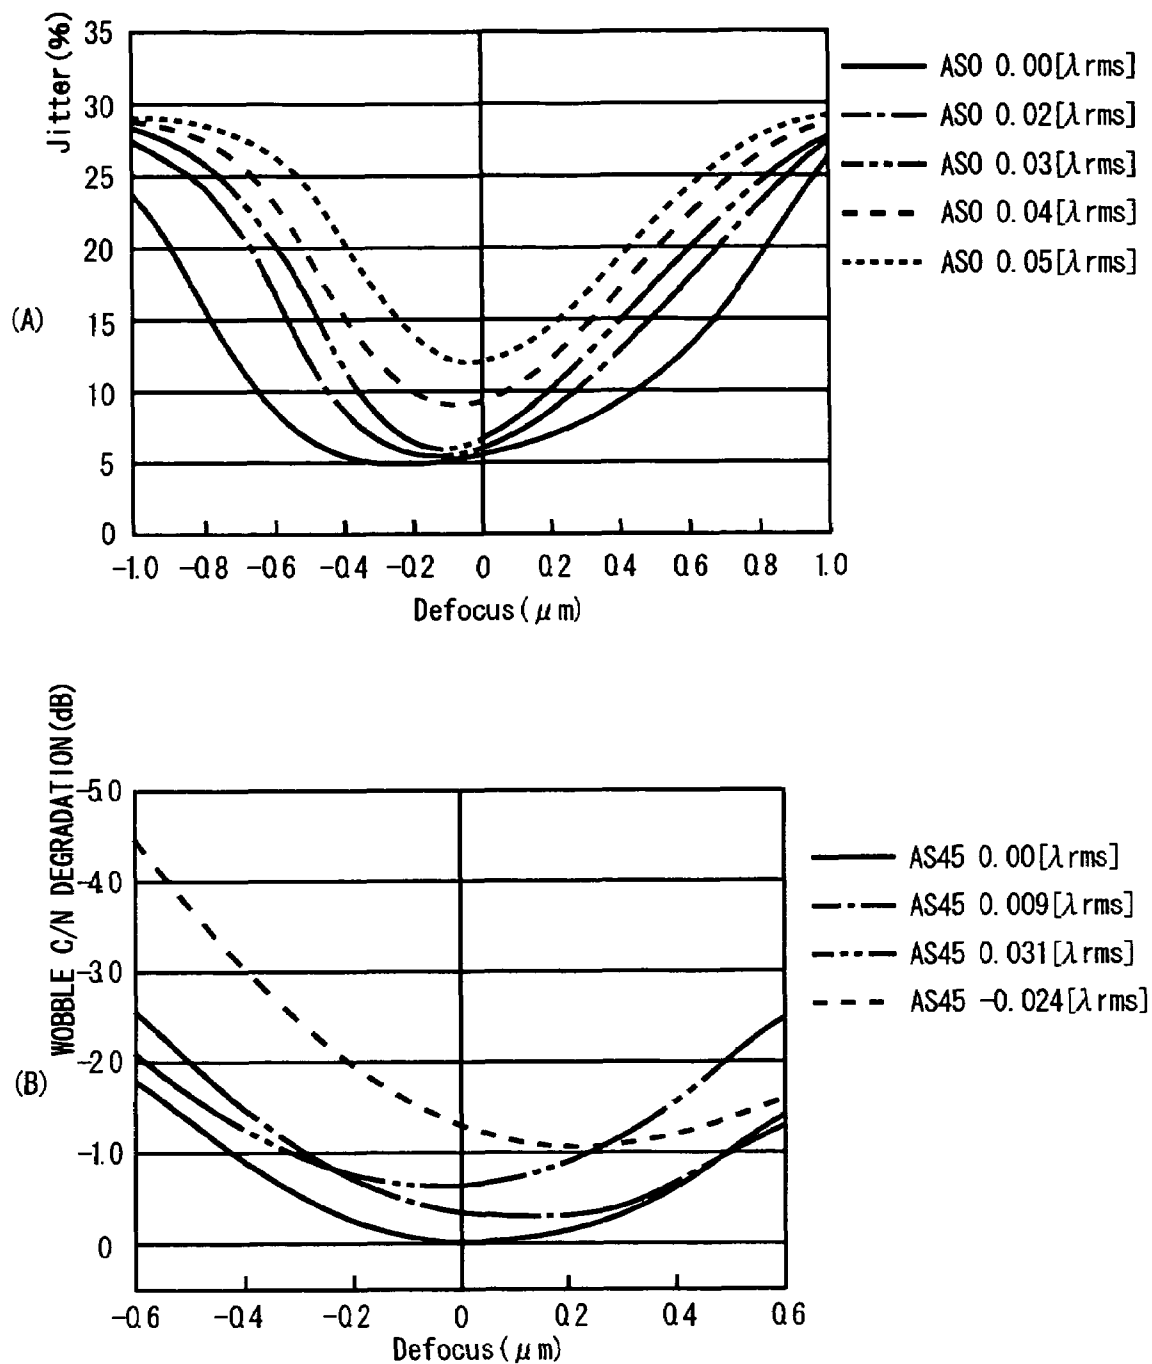 Jitter(%)
35
30
25
20
15
10
5
0
-1.0 -0.8 -0.6 -0.4 -0.2 0 0.2 0.4 0.6 0.8 1.0
Defocus(μm)
(A)
AS0 0.00[λrms]
AS0 0.02[λrms]
AS0 0.03[λrms]
AS0 0.04[λrms]
AS0 0.05[λrms]
WOBBLE C/N DEGRADATION(dB)
-5.0
-4.0
-3.0
-2.0
-1.0
0
-0.6 -0.4 -0.2 0 0.2 0.4 0.6
Defocus(μm)
(B)
AS45 0.00[λrms]
AS45 0.009[λrms]
AS45 0.031[λrms]
AS45 -0.024[λrms]